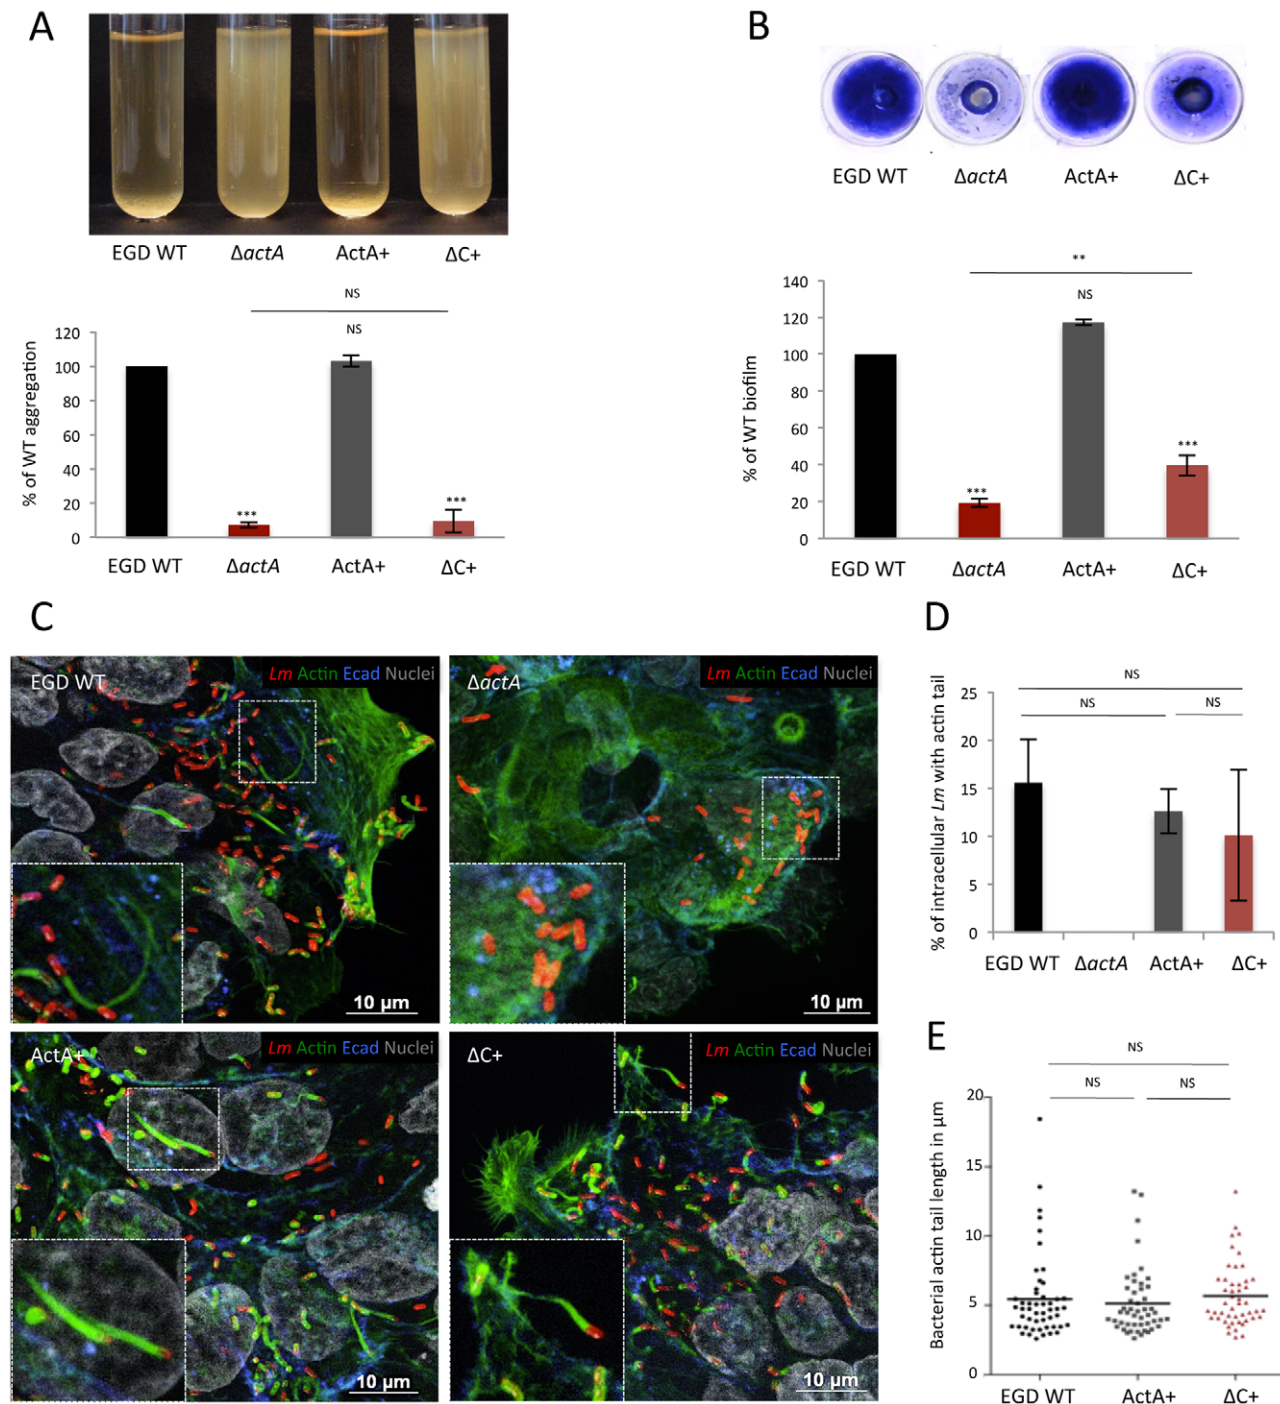 A
EGD WT ΔactA ActA+ ΔC+
NS
NS
% of WT aggregation
120
100
80
60
40
20
0
***
***
EGD WT ΔactA ActA+ ΔC+
B
EGD WT ΔactA ActA+ ΔC+
**
NS
% of WT biofilm
140
120
100
80
60
40
20
0
***
***
EGD WT ΔactA ActA+ ΔC+
C
EGD WT
Lm Actin Ecad Nuclei
10 µm
ΔactA
Lm Actin Ecad Nuclei
10 µm
ActA+
Lm Actin Ecad Nuclei
10 µm
ΔC+
Lm Actin Ecad Nuclei
10 µm
D
NS
NS NS
% of intracellular Lm with actin tail
25
20
15
10
5
0
EGD WT ΔactA ActA+ ΔC+
E
NS
NS NS
Bacterial actin tail length in µm
20
15
10
5
0
EGD WT ActA+ ΔC+